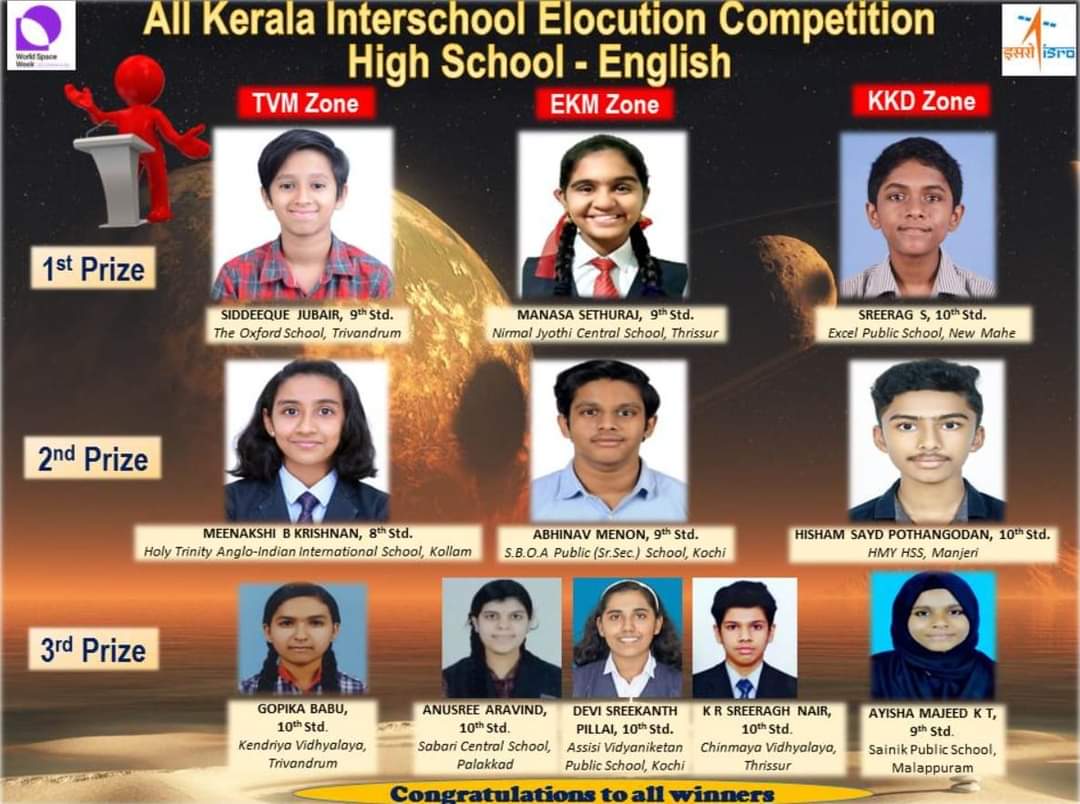 All Kerala Interschool Elocution Competition
High School - English
World Space
Week
इसरो isro
TVM Zone
EKM Zone
KKD Zone
1st Prize
SIDDEEQUE JUBAIR, 9th Std.
The Oxford School, Trivandrum
MANASA SETHURAJ, 9th Std.
Nirmal Jyothi Central School, Thrissur
SREERAG S, 10th Std.
Excel Public School, New Mahe
2nd Prize
MEENAKSHI B KRISHNAN, 8th Std.
Holy Trinity Anglo-Indian International School, Kollam
ABHINAV MENON, 9th Std.
S.B.O.A Public (Sr.Sec.) School, Kochi
HISHAM SAYD POTHANGODAN, 10th Std.
HMY HSS, Manjeri
3rd Prize
GOPIKA BABU,
10th Std.
Kendriya Vidhyalaya,
Trivandrum
ANUSREE ARAVIND,
10th Std.
Sabari Central School,
Palakkad
DEVI SREEKANTH
PILLAI, 10th Std.
Assisi Vidyaniketan
Public School, Kochi
K R SREERAGH NAIR,
10th Std.
Chinmaya Vidhyalaya,
Thrissur
AYISHA MAJEED K T,
9th Std.
Sainik Public School,
Malappuram
Congratulations to all winners